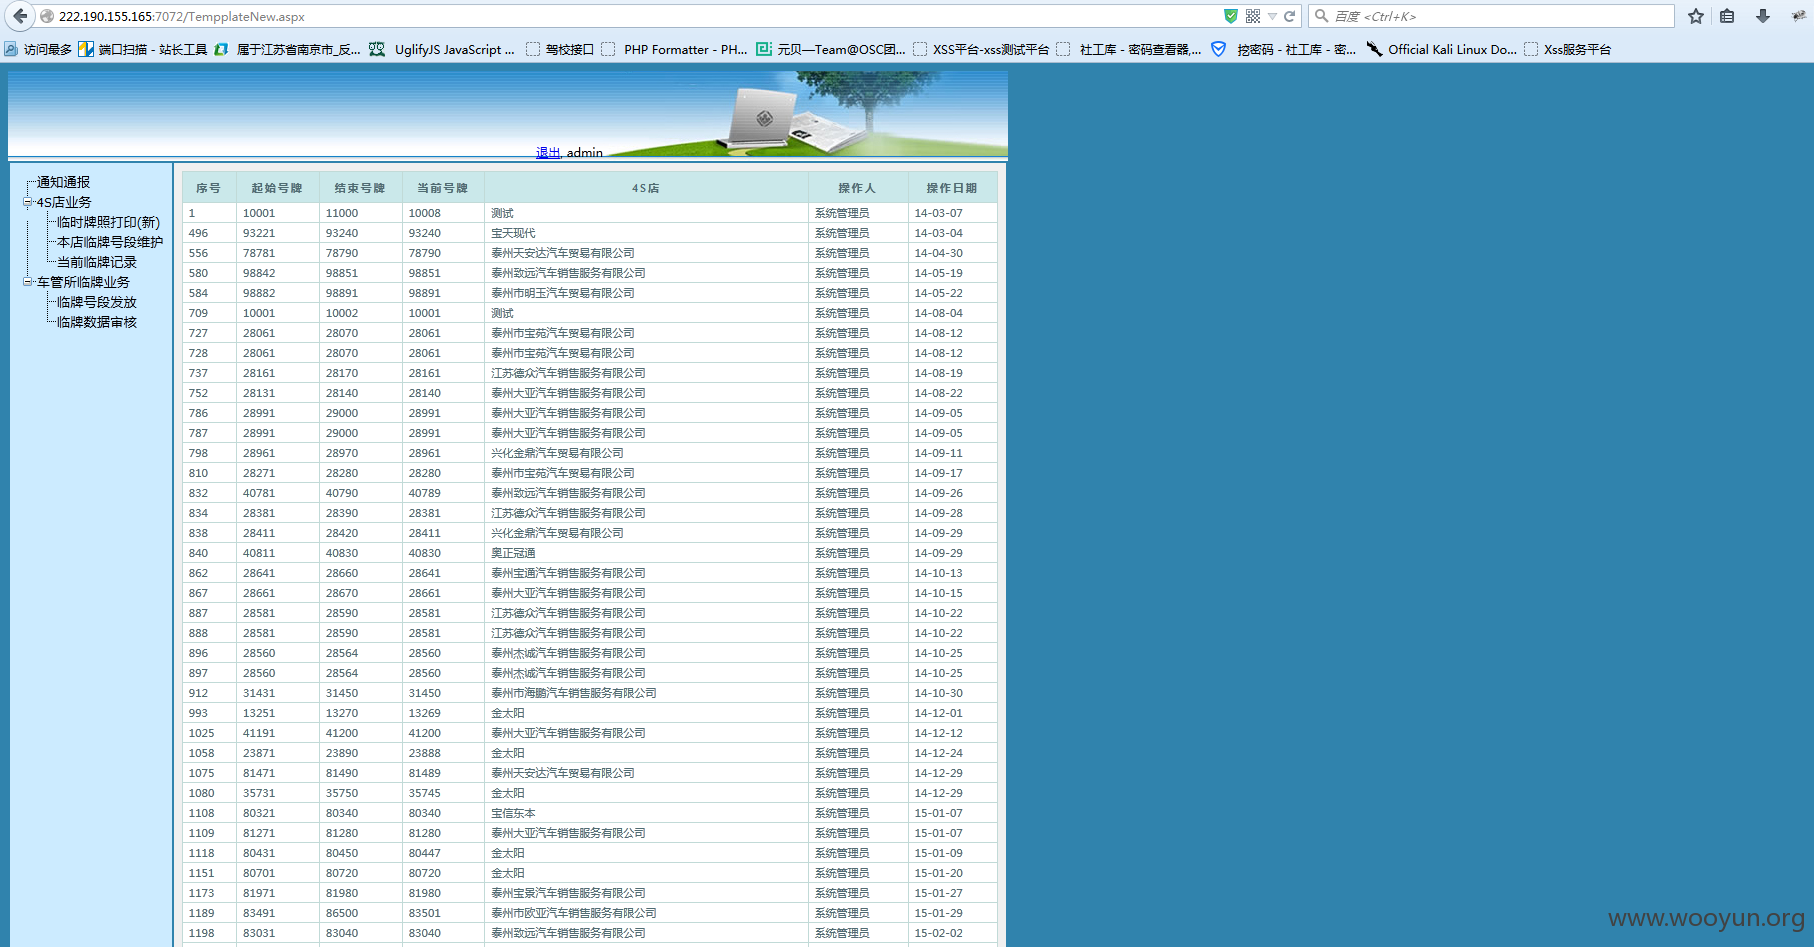 222.190.155.165:7072/TempplateNew.aspx
百度 <Ctrl+K>
访问最多 端口扫描 - 站长工具 属于江苏省南京市_反... UglifyJS JavaScript ... 驾校接口 PHP Formatter - PH... 元贝—Team@OSC团... XSS平台-xss测试平台 社工库 - 密码查看器,... 挖密码 - 社工库 - 密... Official Kali Linux Do... Xss服务平台
退出, admin
通知通报
4S店业务
临时牌照打印(新)
本店临牌号段维护
当前临牌记录
车管所临牌业务
临牌号段发放
临牌数据审核
序号 起始号牌 结束号牌 当前号牌 4S店 操作人 操作日期
1 10001 11000 10008 测试 系统管理员 14-03-07
496 93221 93240 93240 宝天现代 系统管理员 14-03-04
556 78781 78790 78790 泰州天安达汽车贸易有限公司 系统管理员 14-04-30
580 98842 98851 98851 泰州致远汽车销售服务有限公司 系统管理员 14-05-19
584 98882 98891 98891 泰州市明玉汽车贸易有限公司 系统管理员 14-05-22
709 10001 10002 10001 测试 系统管理员 14-08-04
727 28061 28070 28061 泰州市宝苑汽车贸易有限公司 系统管理员 14-08-12
728 28061 28070 28061 泰州市宝苑汽车贸易有限公司 系统管理员 14-08-12
737 28161 28170 28161 江苏德众汽车销售服务有限公司 系统管理员 14-08-19
752 28131 28140 28140 泰州大亚汽车销售服务有限公司 系统管理员 14-08-22
786 28991 29000 28991 泰州大亚汽车销售服务有限公司 系统管理员 14-09-05
787 28991 29000 28991 泰州大亚汽车销售服务有限公司 系统管理员 14-09-05
798 28961 28970 28961 兴化金鼎汽车贸易有限公司 系统管理员 14-09-11
810 28271 28280 28280 泰州市宝苑汽车贸易有限公司 系统管理员 14-09-17
832 40781 40790 40789 泰州致远汽车销售服务有限公司 系统管理员 14-09-26
834 28381 28390 28381 江苏德众汽车销售服务有限公司 系统管理员 14-09-28
838 28411 28420 28411 兴化金鼎汽车贸易有限公司 系统管理员 14-09-29
840 40811 40830 40830 奥正冠通 系统管理员 14-09-29
862 28641 28660 28641 泰州宝通汽车销售服务有限公司 系统管理员 14-10-13
867 28661 28670 28661 泰州大亚汽车销售服务有限公司 系统管理员 14-10-15
887 28581 28590 28581 江苏德众汽车销售服务有限公司 系统管理员 14-10-22
888 28581 28590 28581 江苏德众汽车销售服务有限公司 系统管理员 14-10-22
896 28560 28564 28560 泰州杰诚汽车销售服务有限公司 系统管理员 14-10-25
897 28560 28564 28560 泰州杰诚汽车销售服务有限公司 系统管理员 14-10-25
912 31431 31450 31450 泰州市海鹏汽车销售服务有限公司 系统管理员 14-10-30
993 13251 13270 13269 金太阳 系统管理员 14-12-01
1025 41191 41200 41200 泰州大亚汽车销售服务有限公司 系统管理员 14-12-12
1058 23871 23890 23888 金太阳 系统管理员 14-12-24
1075 81471 81490 81489 泰州天安达汽车贸易有限公司 系统管理员 14-12-29
1080 35731 35750 35745 金太阳 系统管理员 14-12-29
1108 80321 80340 80340 宝信东本 系统管理员 15-01-07
1109 81271 81280 81280 泰州大亚汽车销售服务有限公司 系统管理员 15-01-07
1118 80431 80450 80447 金太阳 系统管理员 15-01-09
1151 80701 80720 80720 金太阳 系统管理员 15-01-20
1173 81971 81980 81980 泰州宝景汽车销售服务有限公司 系统管理员 15-01-27
1189 83491 86500 83501 泰州市欧亚汽车销售服务有限公司 系统管理员 15-01-29
1198 83031 83040 83040 泰州致远汽车销售服务有限公司 系统管理员 15-02-02
www.wooyun.org